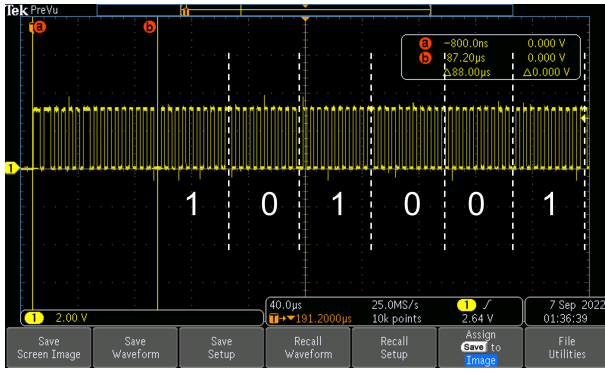 Tek PreVu
T
a
b
a -800.0ns 0.000 V
b 87.20µs 0.000 V
Δ88.00µs Δ0.000 V
1
1 0 1 0 0 1
1 2.00 V
40.0µs 25.0MS/s 1 7 Sep 2022
T→▼191.2000µs 10k points 2.64 V 01:36:39
Save Screen Image
Save Waveform
Save Setup
Recall Waveform
Recall Setup
Assign Save to Image
File Utilities